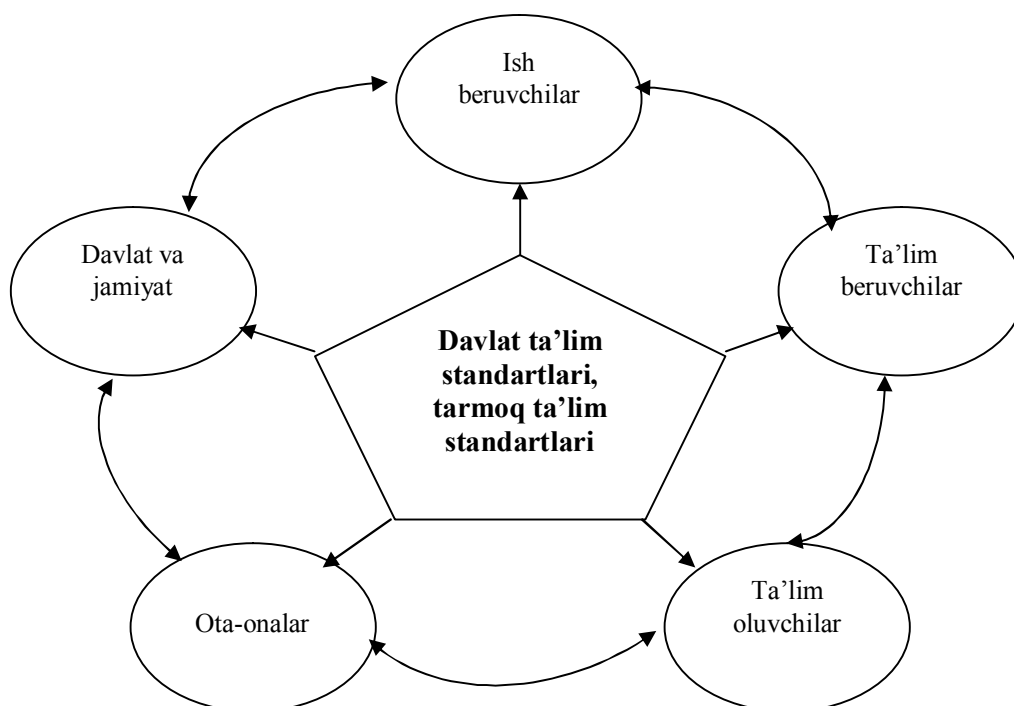 Ish
beruvchilar
Davlat va
jamiyat
Ta’lim
beruvchilar
Davlat ta’lim
standartlari,
tarmoq ta’lim
standartlari
Ota-onalar
Ta’lim
oluvchilar